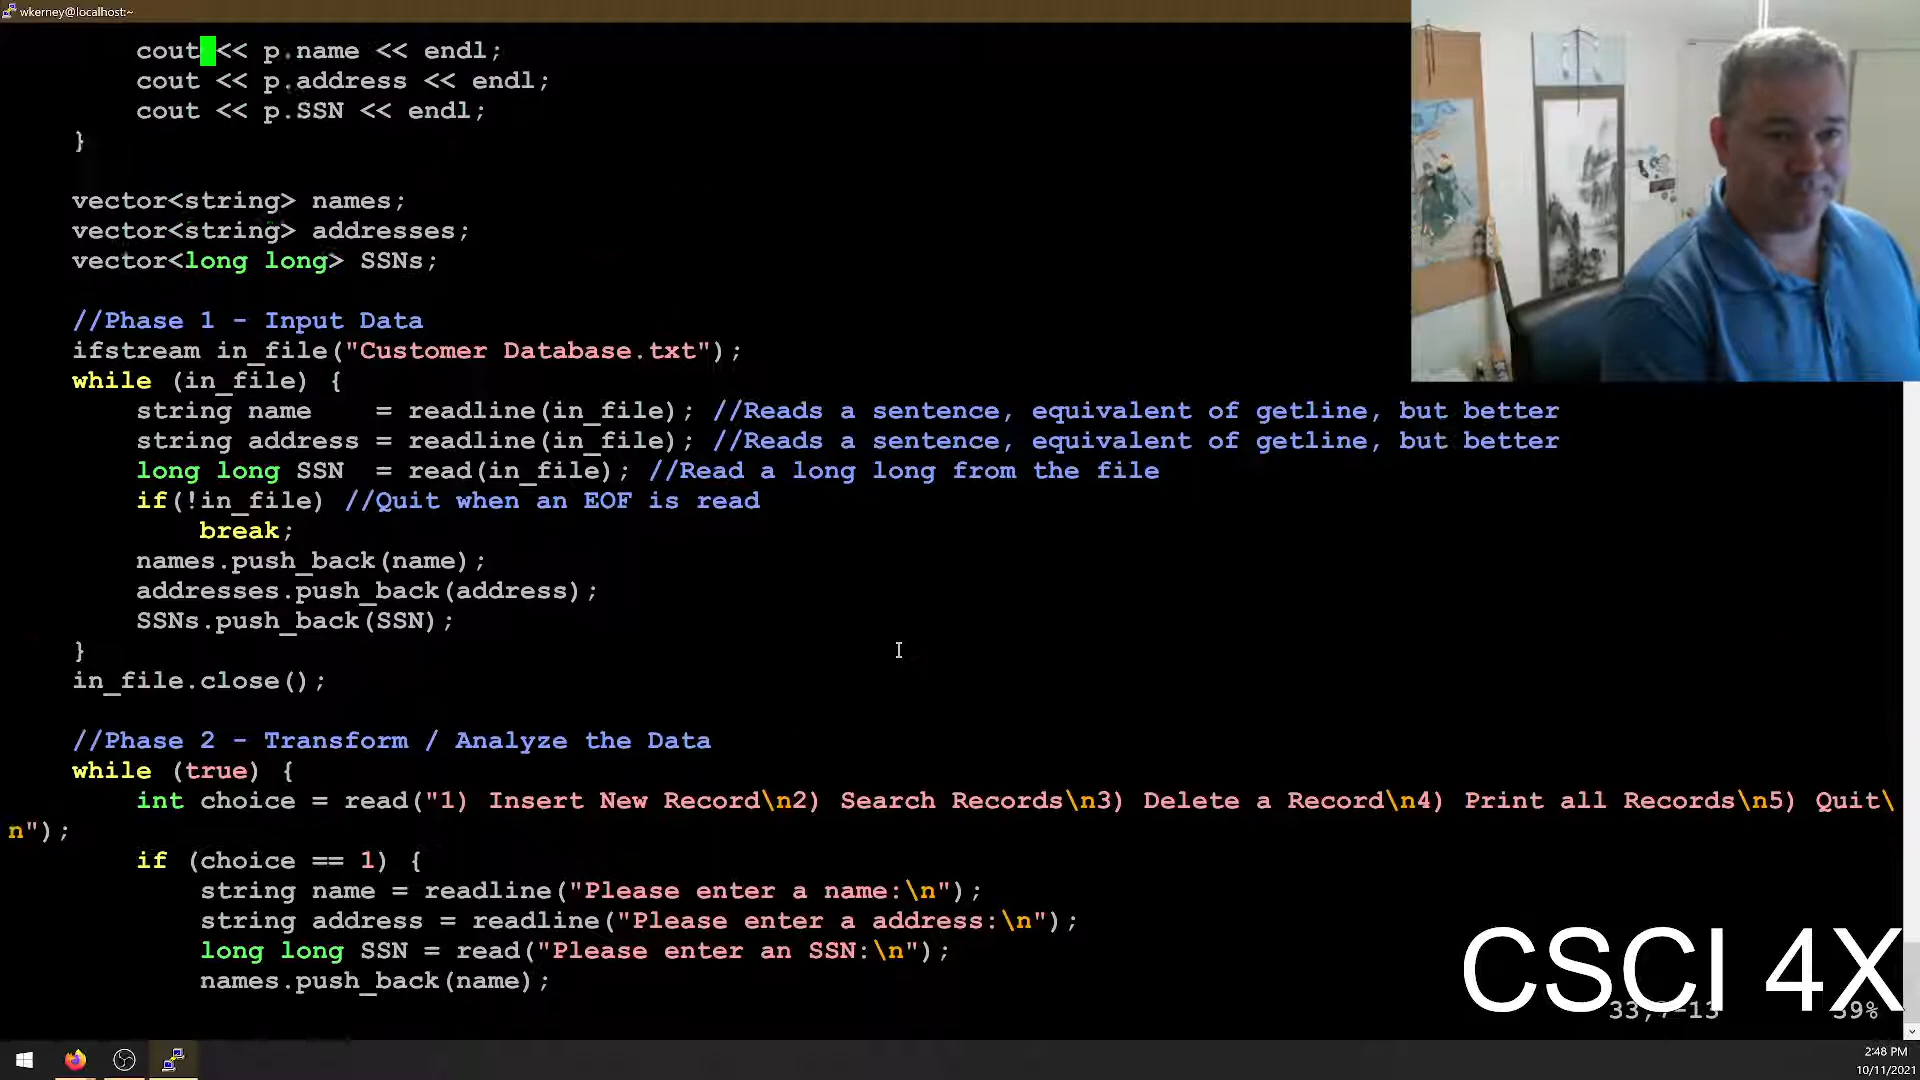 wkerney@localhost:~
cout << p.name << endl;
cout << p.address << endl;
cout << p.SSN << endl;
}
vector<string> names;
vector<string> addresses;
vector<long long> SSNs;
//Phase 1 - Input Data
ifstream in_file("Customer Database.txt");
while (in_file) {
string name    = readline(in_file); //Reads a sentence, equivalent of getline, but better
string address = readline(in_file); //Reads a sentence, equivalent of getline, but better
long long SSN  = read(in_file); //Read a long long from the file
if(!in_file) //Quit when an EOF is read
break;
names.push_back(name);
addresses.push_back(address);
SSNs.push_back(SSN);
}
in_file.close();
//Phase 2 - Transform / Analyze the Data
while (true) {
int choice = read("1) Insert New Record\n2) Search Records\n3) Delete a Record\n4) Print all Records\n5) Quit\
n");
if (choice == 1) {
string name = readline("Please enter a name:\n");
string address = readline("Please enter a address:\n");
long long SSN = read("Please enter an SSN:\n");
names.push_back(name);
CSCI 4X
33,7-13 39%
2:48 PM
10/11/2021